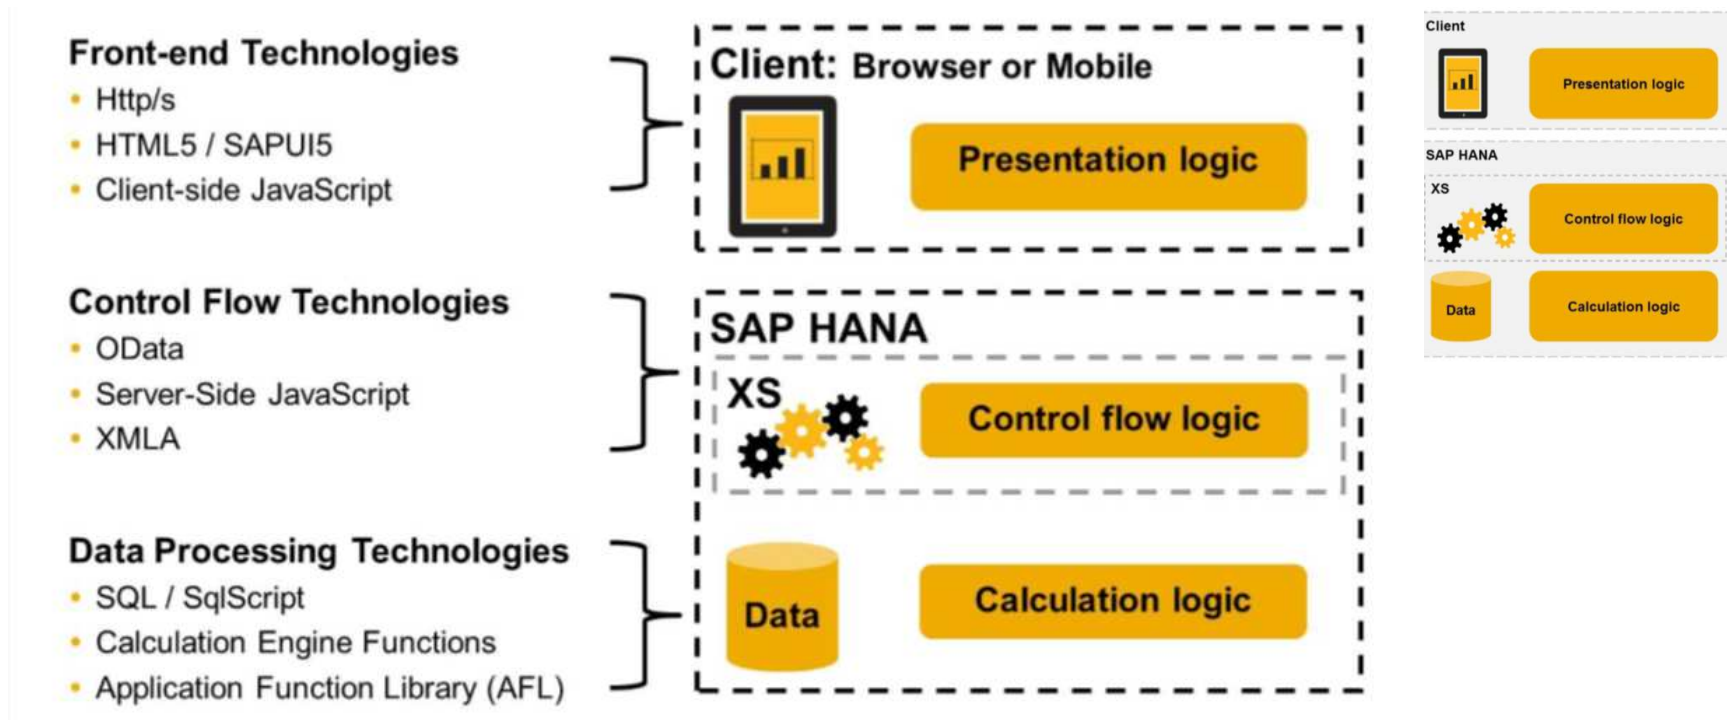 Front-end Technologies
• Http/s
• HTML5 / SAPUI5
• Client-side JavaScript
Client: Browser or Mobile
Presentation logic
Control Flow Technologies
• OData
• Server-Side JavaScript
• XMLA
SAP HANA
XS
Control flow logic
Data Processing Technologies
• SQL / SqlScript
• Calculation Engine Functions
• Application Function Library (AFL)
Data
Calculation logic
Client
Presentation logic
SAP HANA
XS
Control flow logic
Data
Calculation logic